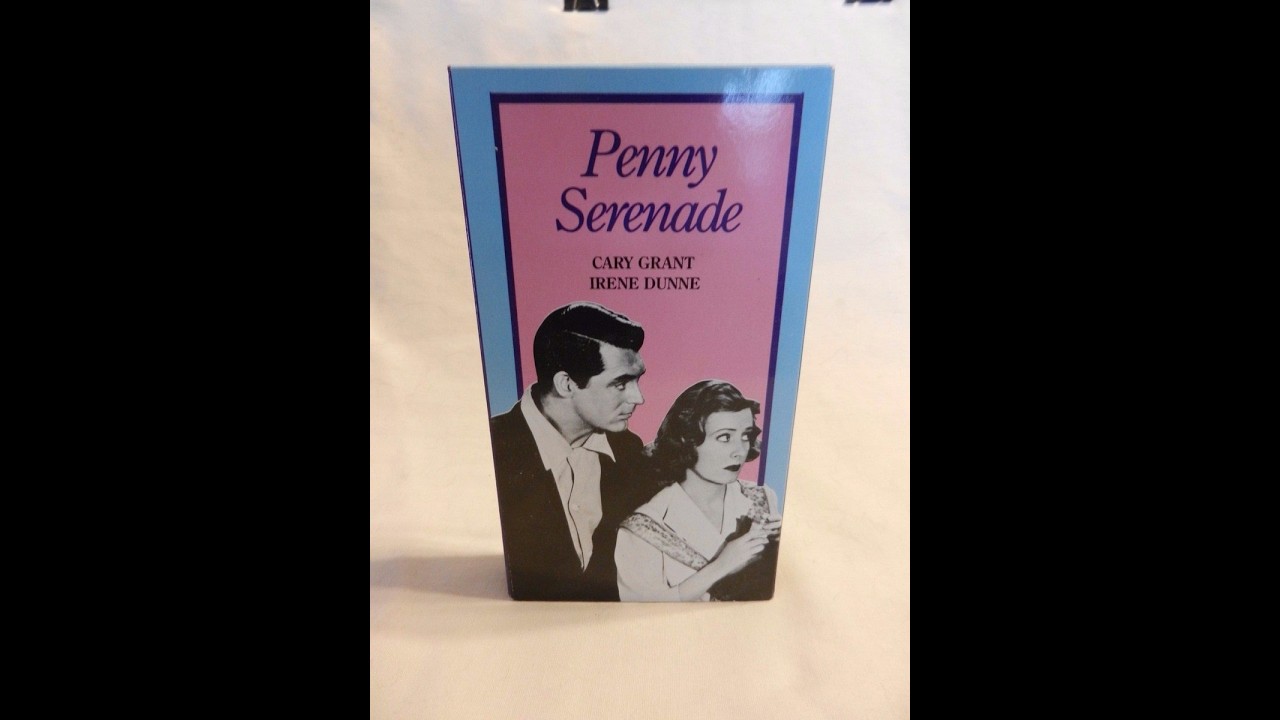 Penny
Serenade
CARY GRANT
IRENE DUNNE